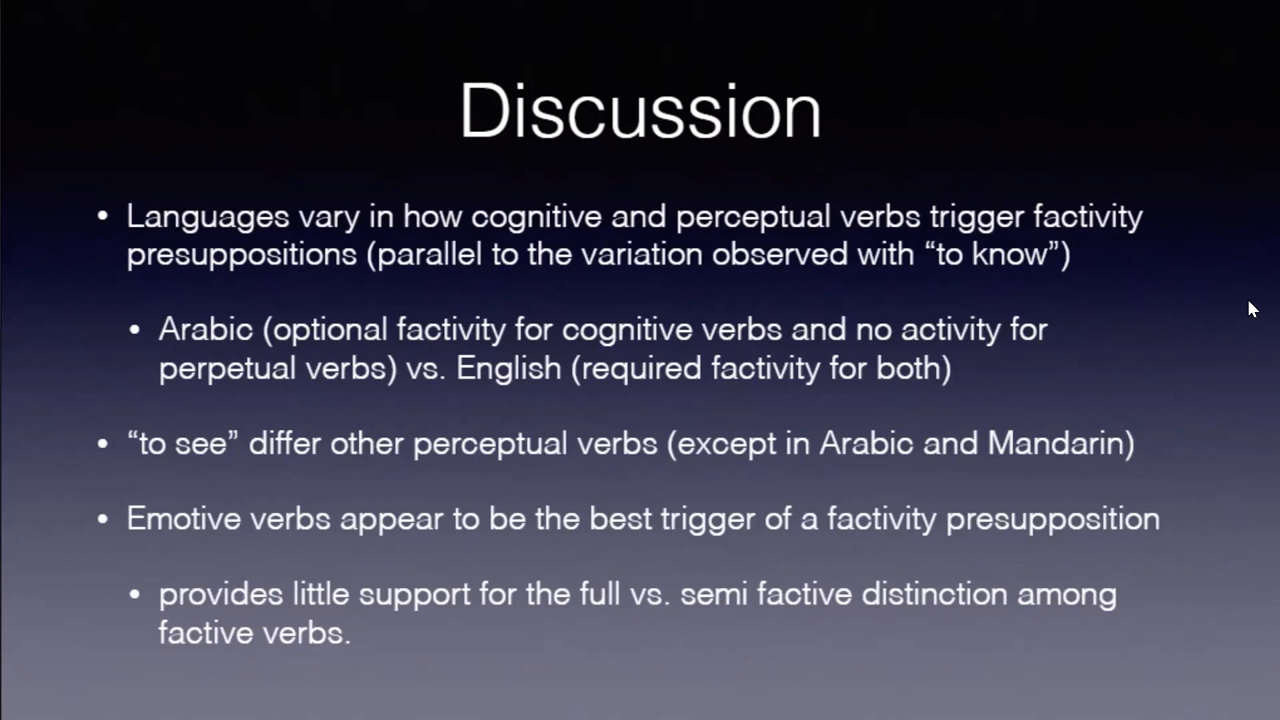 Discussion
• Languages vary in how cognitive and perceptual verbs trigger factivity
presuppositions (parallel to the variation observed with “to know”)
• Arabic (optional factivity for cognitive verbs and no activity for
perpetual verbs) vs. English (required factivity for both)
• “to see” differ other perceptual verbs (except in Arabic and Mandarin)
• Emotive verbs appear to be the best trigger of a factivity presupposition
• provides little support for the full vs. semi factive distinction among
factive verbs.